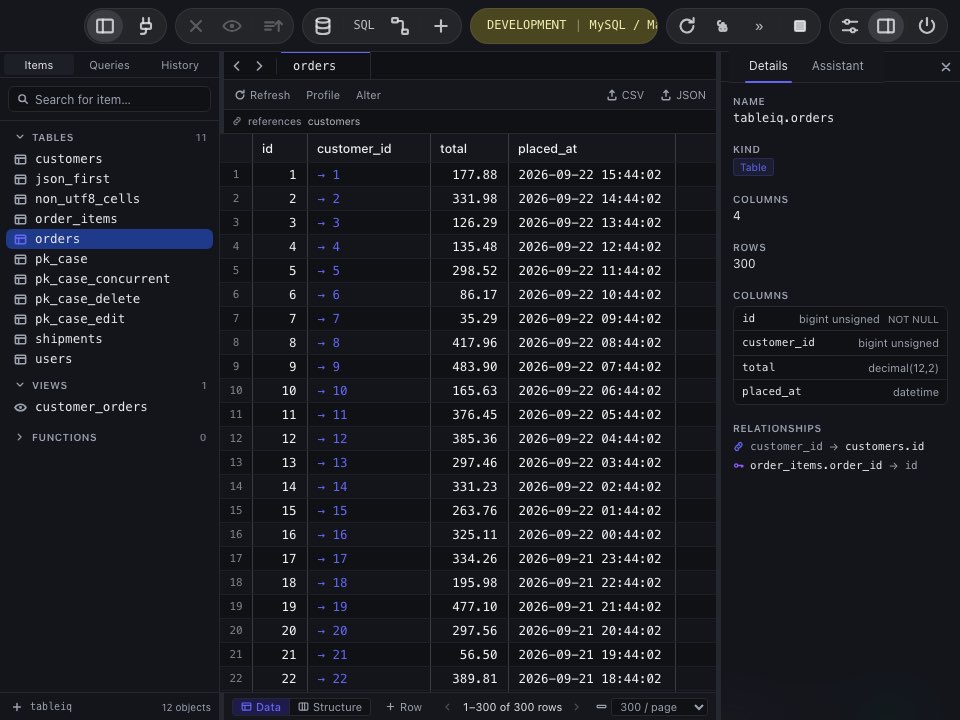 SQL
DEVELOPMENT | MySQL / Ma
»
Items Queries History
Search for item...
TABLES 11
customers
json_first
non_utf8_cells
order_items
orders
pk_case
pk_case_concurrent
pk_case_delete
pk_case_edit
shipments
users
VIEWS 1
customer_orders
FUNCTIONS 0
+ tableiq 12 objects
orders
Refresh Profile Alter CSV JSON
references customers
id customer_id total placed_at
1 1 → 1 177.88 2026-09-22 15:44:02
2 2 → 2 331.98 2026-09-22 14:44:02
3 3 → 3 126.29 2026-09-22 13:44:02
4 4 → 4 135.48 2026-09-22 12:44:02
5 5 → 5 298.52 2026-09-22 11:44:02
6 6 → 6 86.17 2026-09-22 10:44:02
7 7 → 7 35.29 2026-09-22 09:44:02
8 8 → 8 417.96 2026-09-22 08:44:02
9 9 → 9 483.90 2026-09-22 07:44:02
10 10 → 10 165.63 2026-09-22 06:44:02
11 11 → 11 376.45 2026-09-22 05:44:02
12 12 → 12 385.36 2026-09-22 04:44:02
13 13 → 13 297.46 2026-09-22 03:44:02
14 14 → 14 331.23 2026-09-22 02:44:02
15 15 → 15 263.76 2026-09-22 01:44:02
16 16 → 16 325.11 2026-09-22 00:44:02
17 17 → 17 334.26 2026-09-21 23:44:02
18 18 → 18 195.98 2026-09-21 22:44:02
19 19 → 19 477.10 2026-09-21 21:44:02
20 20 → 20 297.56 2026-09-21 20:44:02
21 21 → 21 56.50 2026-09-21 19:44:02
22 22 → 22 389.81 2026-09-21 18:44:02
Data Structure + Row 1–300 of 300 rows 300 / page
Details Assistant
NAME
tableiq.orders
KIND
Table
COLUMNS
4
ROWS
300
COLUMNS
id bigint unsigned NOT NULL
customer_id bigint unsigned
total decimal(12,2)
placed_at datetime
RELATIONSHIPS
customer_id → customers.id
order_items.order_id → id